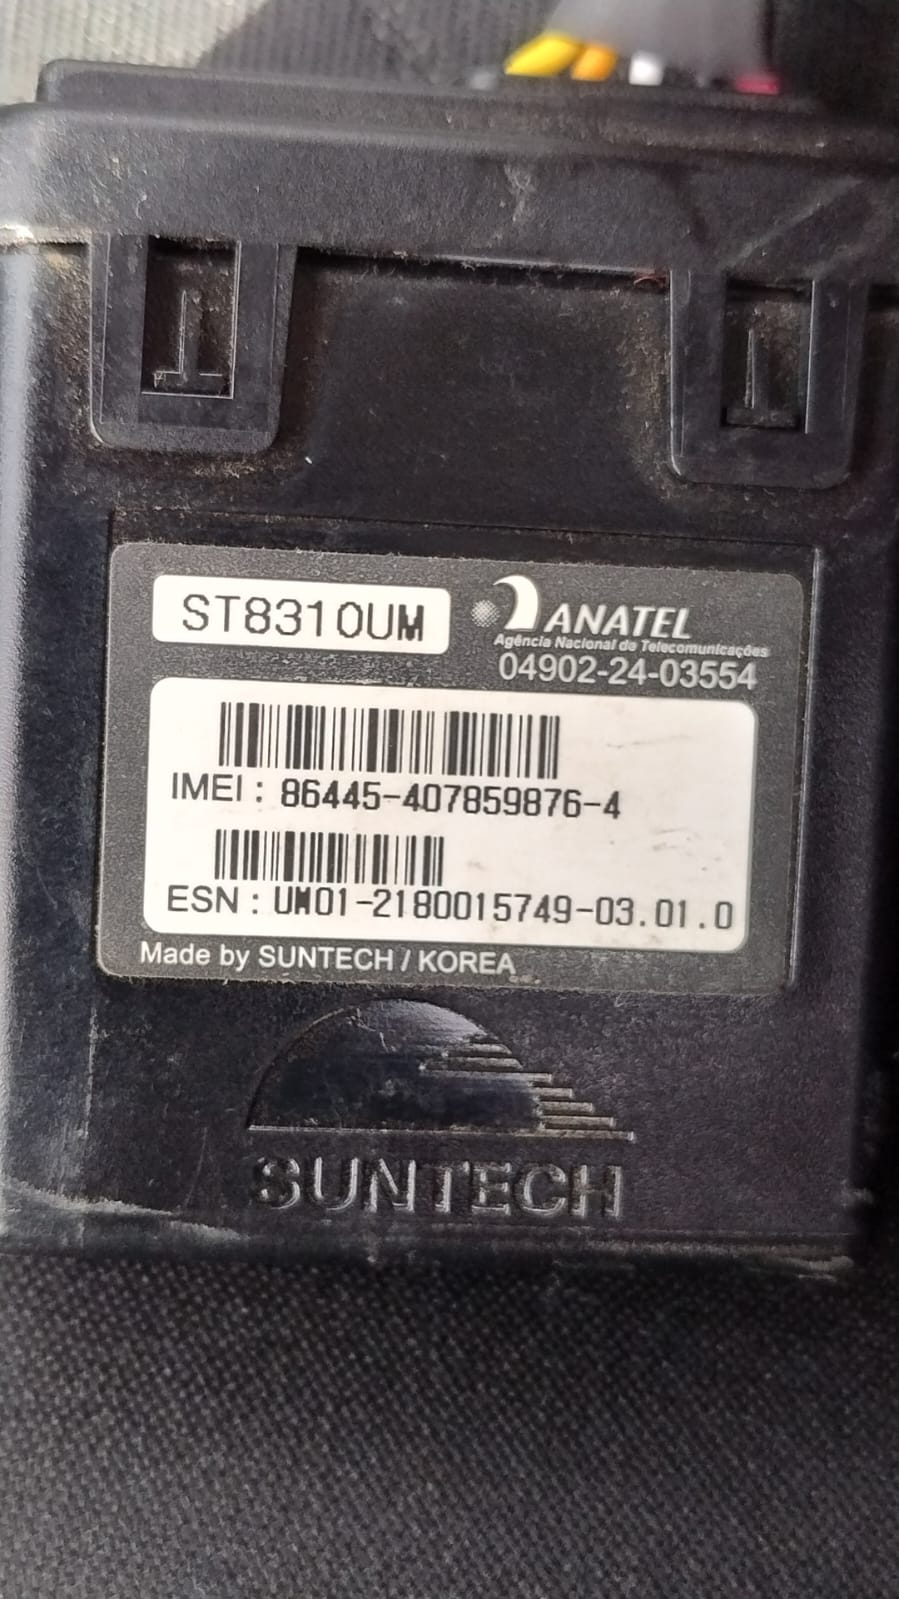 ST8310UM
ANATEL
Agência Nacional de Telecomunicações
04902-24-03554
IMEI : 86445-407859876-4
ESN : UM01-2180015749-03.01.0
Made by SUNTECH / KOREA
SUNTECH